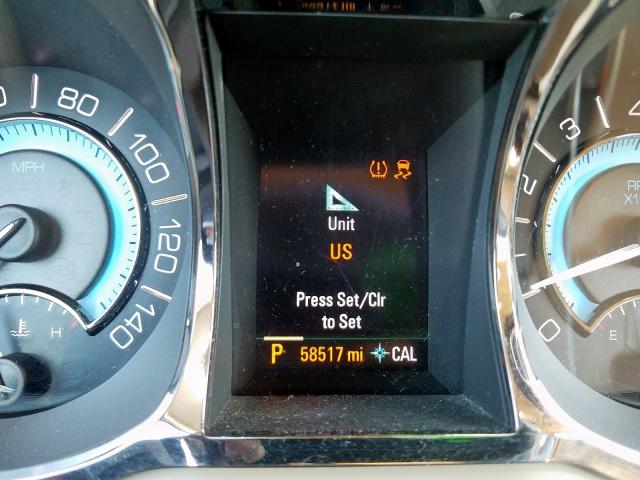 80
100
120
140
MPH
H
Unit
US
Press Set/Clr
to Set
P 58517 mi CAL
4
3
2
1
0
E